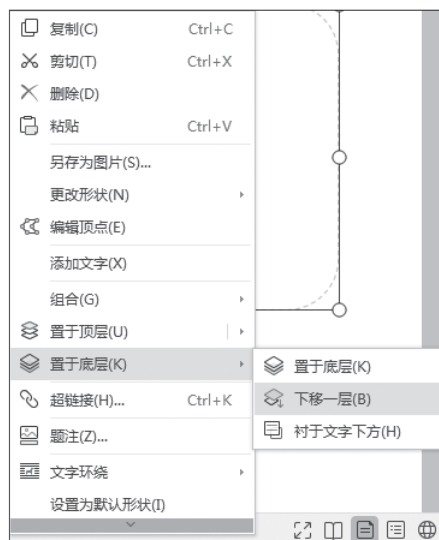 复制(C) Ctrl+C
剪切(T) Ctrl+X
删除(D)
粘贴 Ctrl+V
另存为图片(S)...
更改形状(N)
编辑顶点(E)
添加文字(X)
组合(G)
置于顶层(U)
置于底层(K)
超链接(H)... Ctrl+K
题注(Z)...
文字环绕
设置为默认形状(I)
置于底层(K)
下移一层(B)
衬于文字下方(H)